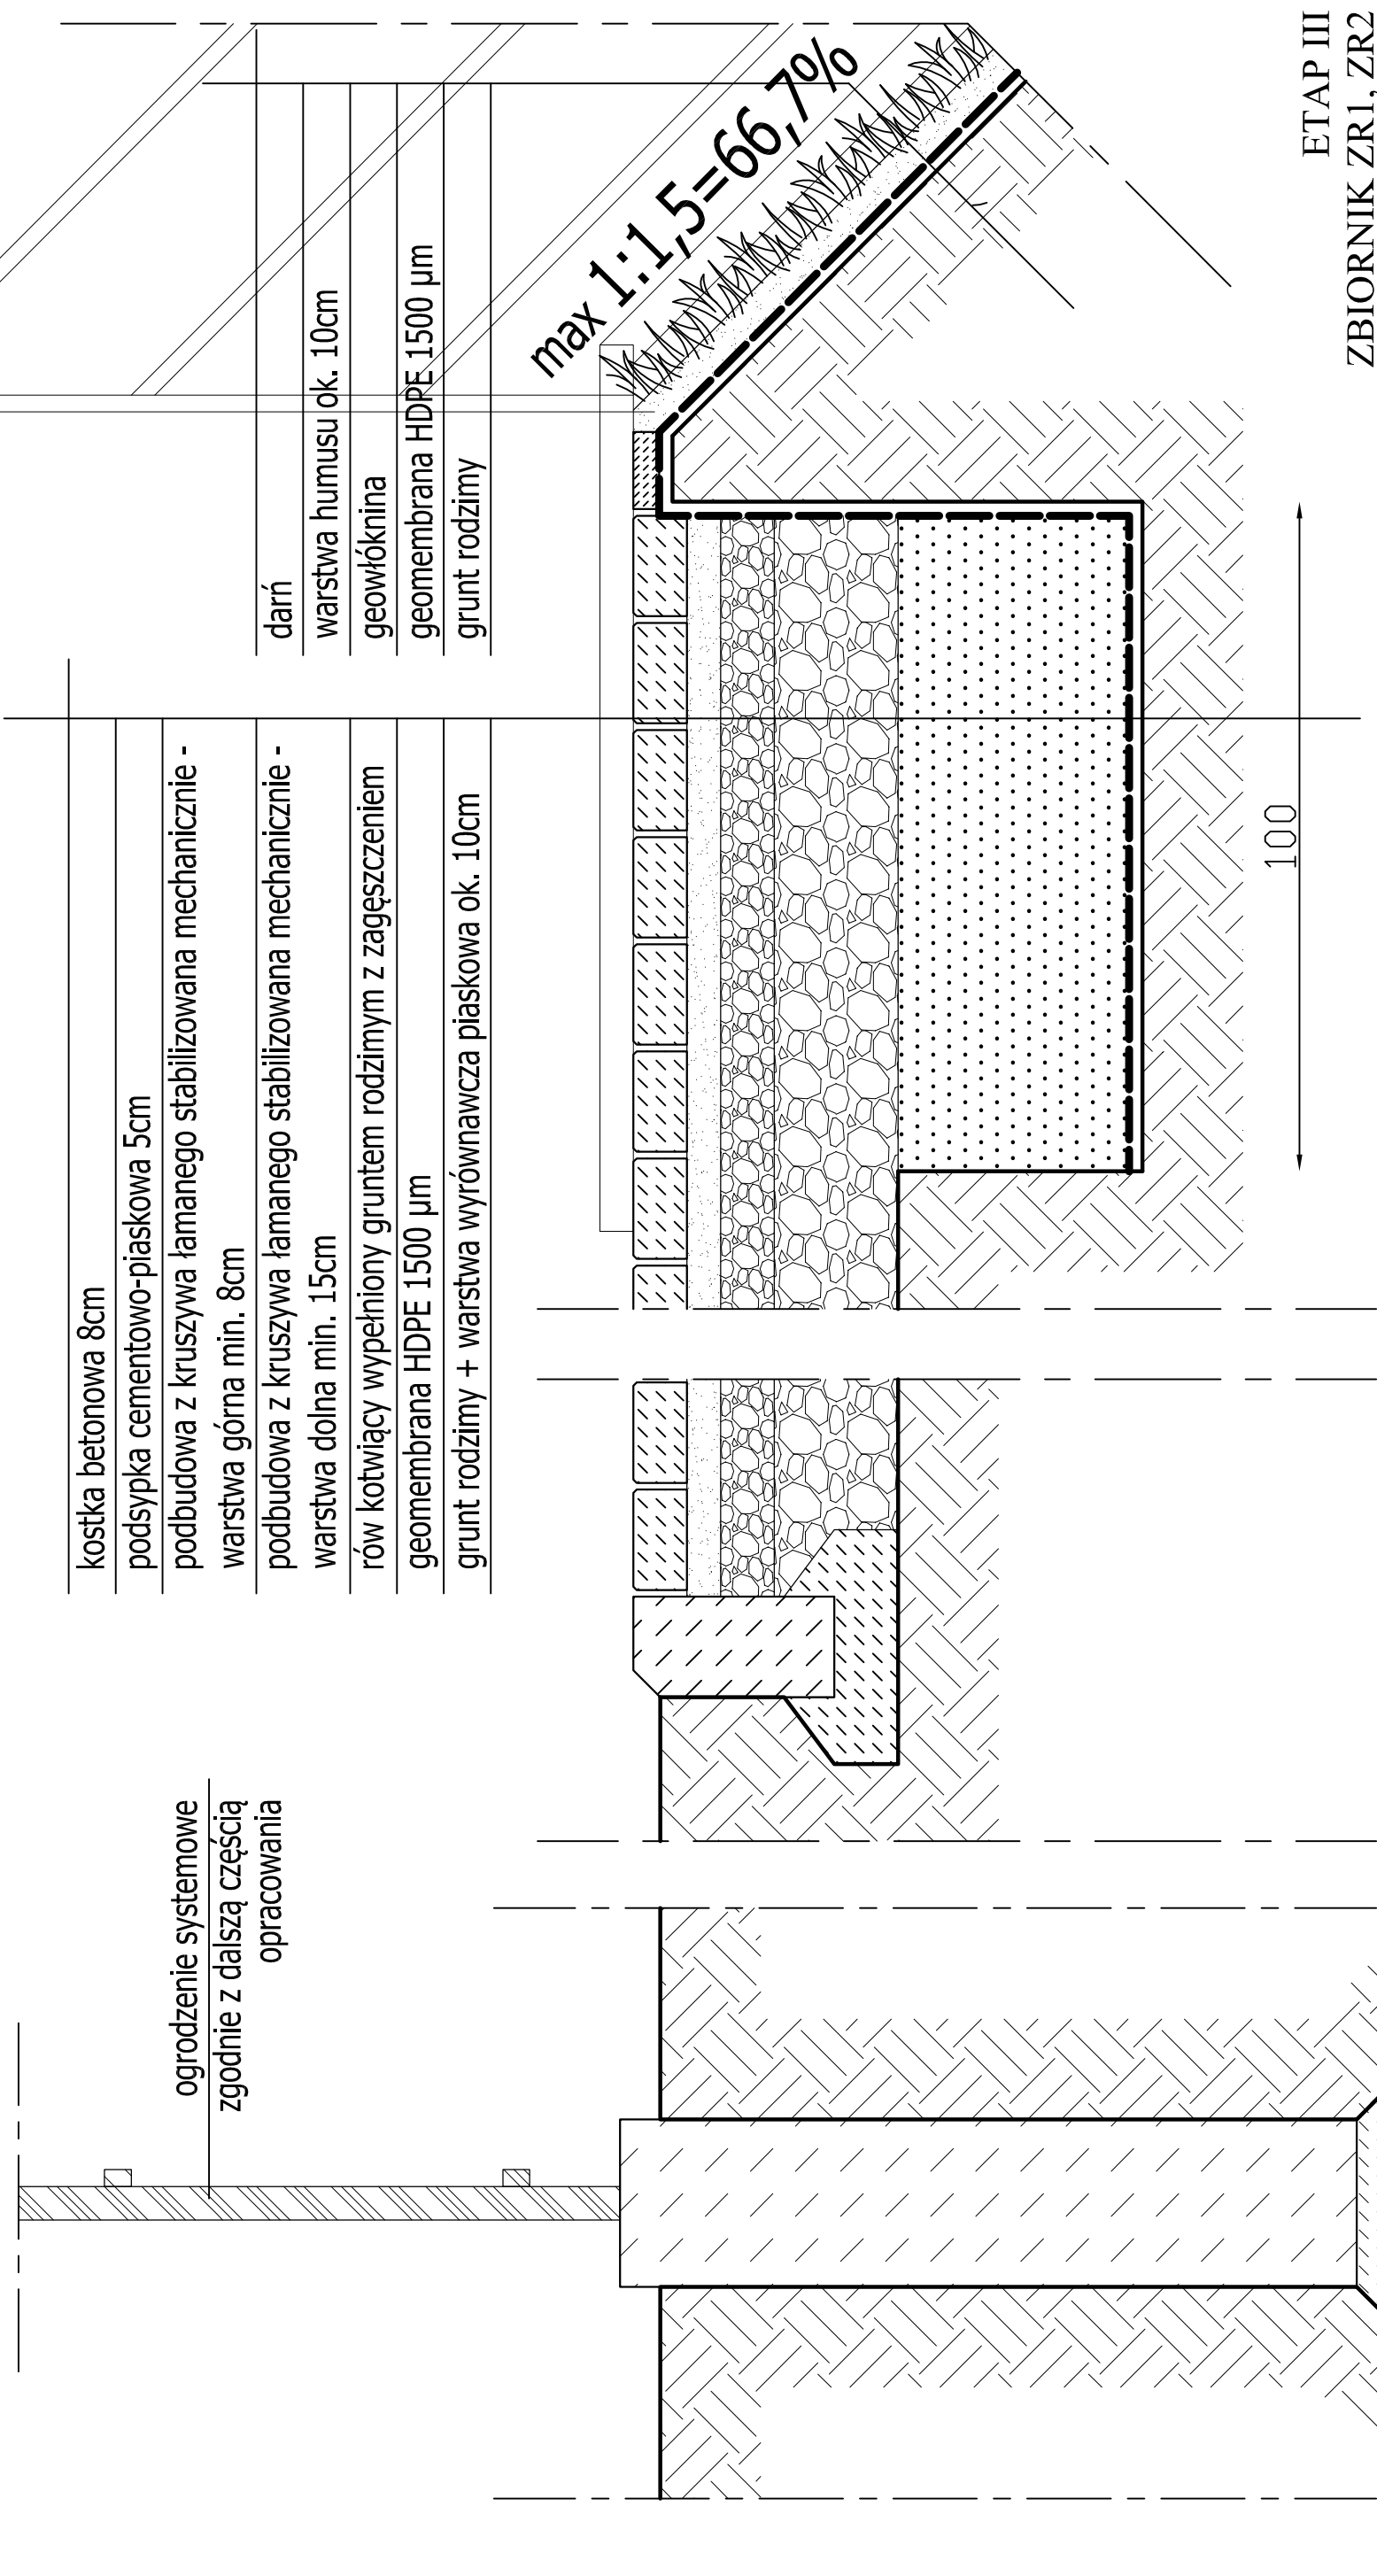 ogrodzenie systemowe
zgodnie z dalszą częścią
opracowania
kostka betonowa 8cm
podsypka cementowo-piaskowa 5cm
podbudowa z kruszywa łamanego stabilizowana mechanicznie -
warstwa górna min. 8cm
podbudowa z kruszywa łamanego stabilizowana mechanicznie -
warstwa dolna min. 15cm
rów kotwiący wypełniony gruntem rodzimym z zagęszczeniem
geomembrana HDPE 1500 µm
grunt rodzimy + warstwa wyrównawcza piaskowa ok. 10cm
darń
warstwa humusu ok. 10cm
geowłóknina
geomembrana HDPE 1500 µm
grunt rodzimy
max 1:1,5=66,7%
100
ETAP III
ZBIORNIK ZR1, ZR2